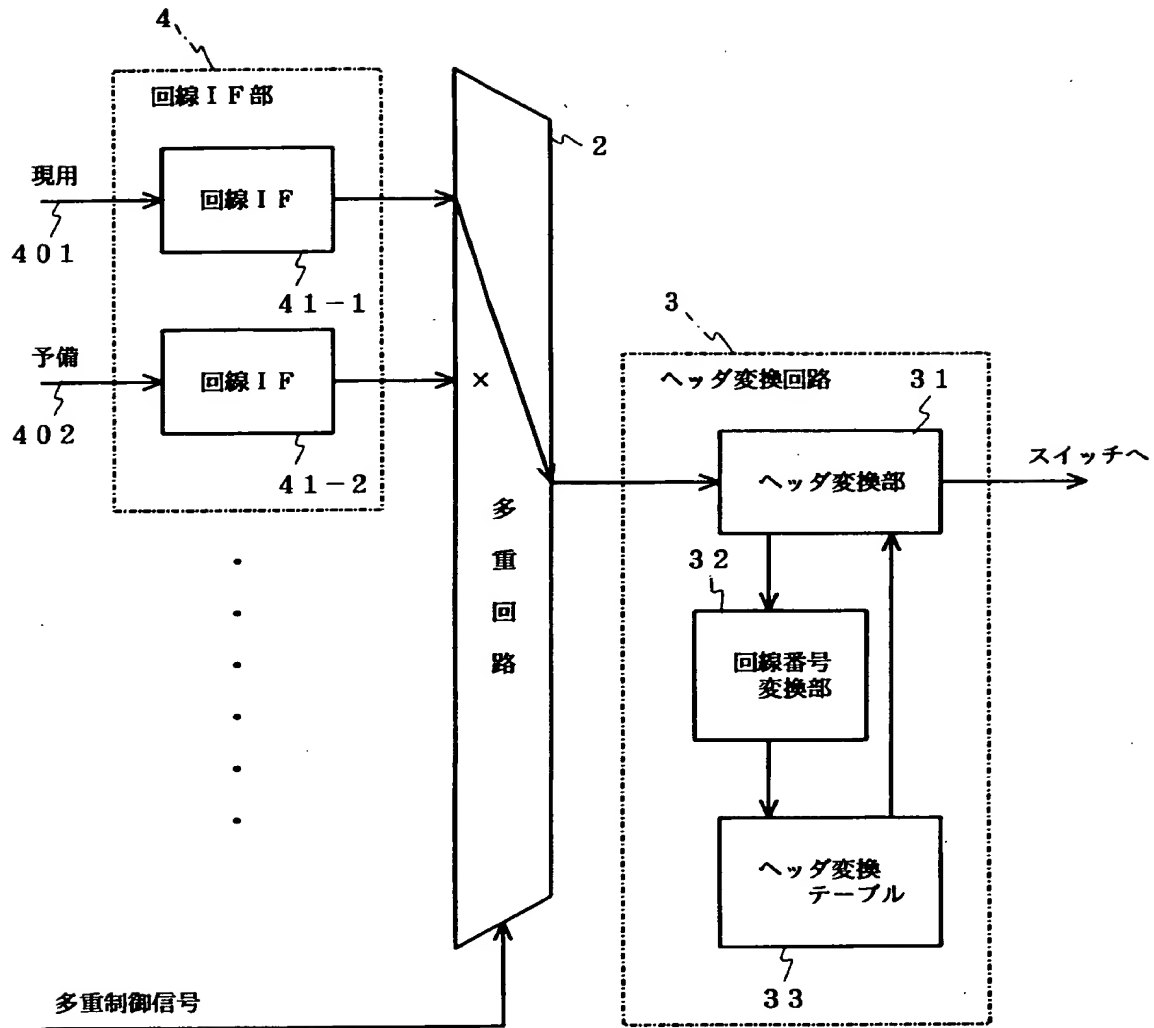 4
回線ＩＦ部
現用
回線ＩＦ
401
41-1
予備
回線ＩＦ
402
41-2
2
多重回路
3
ヘッダ変換回路
31
ヘッダ変換部
スイッチへ
32
回線番号
変換部
ヘッダ変換
テーブル
33
多重制御信号